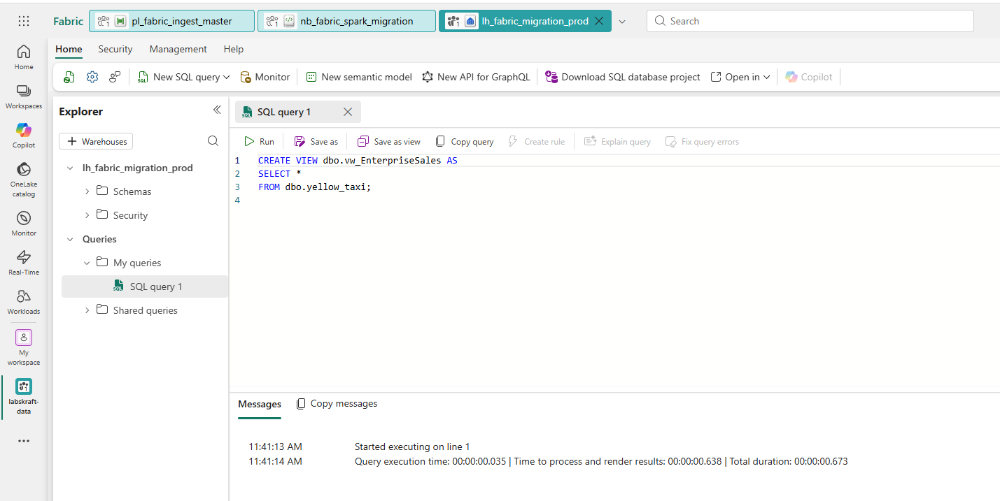 Fabric pl_fabric_ingest_master nb_fabric_spark_migration lh_fabric_migration_prod Search
Home Security Management Help
New SQL query Monitor New semantic model New API for GraphQL Download SQL database project Open in Copilot
Home
Workspaces
Copilot
OneLake
catalog
Monitor
Real-Time
Workloads
My
workspace
labskraft-
data
Explorer
Warehouses
lh_fabric_migration_prod
Schemas
Security
Queries
My queries
SQL query 1
Shared queries
SQL query 1
Run Save as Save as view Copy query Create rule Explain query Fix query errors
1 CREATE VIEW dbo.vw_EnterpriseSales AS
2 SELECT *
3 FROM dbo.yellow_taxi;
4
Messages Copy messages
11:41:13 AM Started executing on line 1
11:41:14 AM Query execution time: 00:00:00.035 | Time to process and render results: 00:00:00.638 | Total duration: 00:00:00.673